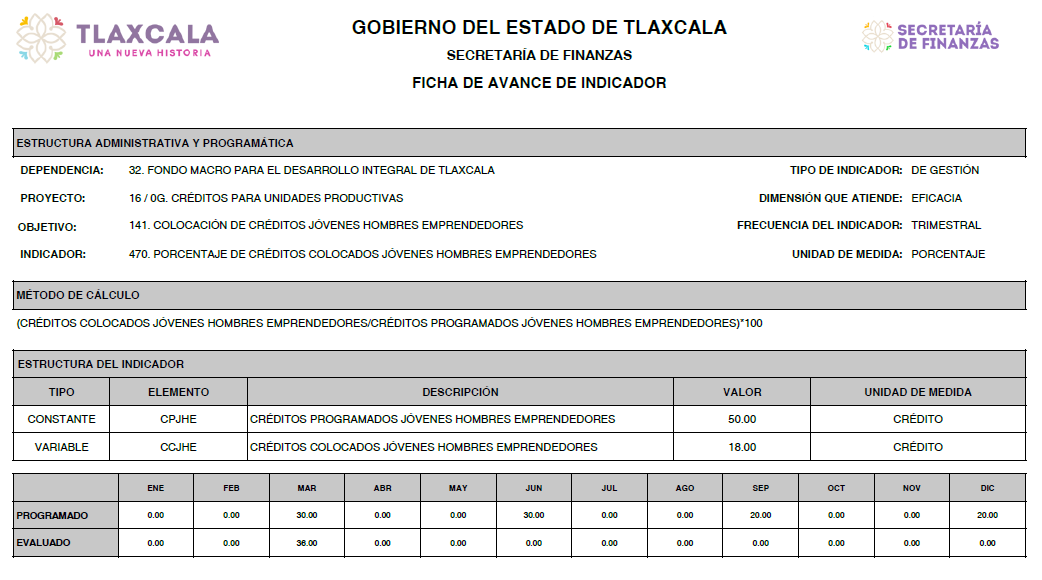 TLAXCALA
UNA NUEVA HISTORIA
GOBIERNO DEL ESTADO DE TLAXCALA
SECRETARÍA DE FINANZAS
FICHA DE AVANCE DE INDICADOR
SECRETARÍA
DE FINANZAS
ESTRUCTURA ADMINISTRATIVA Y PROGRAMÁTICA
DEPENDENCIA: 32. FONDO MACRO PARA EL DESARROLLO INTEGRAL DE TLAXCALA TIPO DE INDICADOR: DE GESTIÓN
PROYECTO: 16 / 0G. CRÉDITOS PARA UNIDADES PRODUCTIVAS DIMENSIÓN QUE ATIENDE: EFICACIA
OBJETIVO: 141. COLOCACIÓN DE CRÉDITOS JÓVENES HOMBRES EMPRENDEDORES FRECUENCIA DEL INDICADOR: TRIMESTRAL
INDICADOR: 470. PORCENTAJE DE CRÉDITOS COLOCADOS JÓVENES HOMBRES EMPRENDEDORES UNIDAD DE MEDIDA: PORCENTAJE
MÉTODO DE CÁLCULO
(CRÉDITOS COLOCADOS JÓVENES HOMBRES EMPRENDEDORES/CRÉDITOS PROGRAMADOS JÓVENES HOMBRES EMPRENDEDORES)*100
ESTRUCTURA DEL INDICADOR
TIPO ELEMENTO DESCRIPCIÓN VALOR UNIDAD DE MEDIDA
CONSTANTE CPJHE CRÉDITOS PROGRAMADOS JÓVENES HOMBRES EMPRENDEDORES 50.00 CRÉDITO
VARIABLE CCJHE CRÉDITOS COLOCADOS JÓVENES HOMBRES EMPRENDEDORES 18.00 CRÉDITO
ENE FEB MAR ABR MAY JUN JUL AGO SEP OCT NOV DIC
PROGRAMADO 0.00 0.00 30.00 0.00 0.00 30.00 0.00 0.00 20.00 0.00 0.00 20.00
EVALUADO 0.00 0.00 36.00 0.00 0.00 0.00 0.00 0.00 0.00 0.00 0.00 0.00